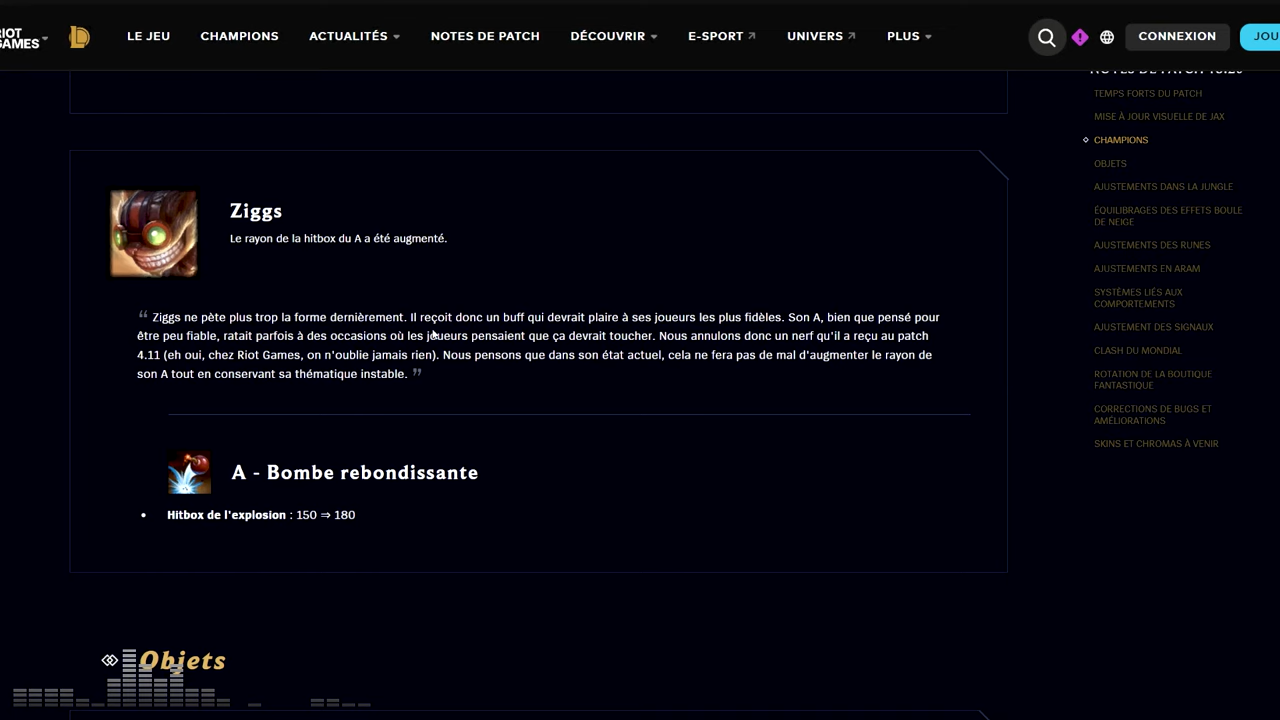 RIOT
GAMES
LE JEU
CHAMPIONS
ACTUALITÉS
NOTES DE PATCH
DÉCOUVRIR
E-SPORT
UNIVERS
PLUS
CONNEXION
JOU
TEMPS FORTS DU PATCH
MISE À JOUR VISUELLE DE JAX
CHAMPIONS
OBJETS
AJUSTEMENTS DANS LA JUNGLE
ÉQUILIBRAGES DES EFFETS BOULE
DE NEIGE
AJUSTEMENTS DES RUNES
AJUSTEMENTS EN ARAM
SYSTÈMES LIÉS AUX
COMPORTEMENTS
AJUSTEMENT DES SIGNAUX
CLASH DU MONDIAL
ROTATION DE LA BOUTIQUE
FANTASTIQUE
CORRECTIONS DE BUGS ET
AMÉLIORATIONS
SKINS ET CHROMAS À VENIR
Ziggs
Le rayon de la hitbox du A a été augmenté.
“ Ziggs ne pète plus trop la forme dernièrement. Il reçoit donc un buff qui devrait plaire à ses joueurs les plus fidèles. Son A, bien que pensé pour
être peu fiable, ratait parfois à des occasions où les joueurs pensaient que ça devrait toucher. Nous annulons donc un nerf qu'il a reçu au patch
4.11 (eh oui, chez Riot Games, on n'oublie jamais rien). Nous pensons que dans son état actuel, cela ne fera pas de mal d'augmenter le rayon de
son A tout en conservant sa thématique instable. ”
A - Bombe rebondissante
• Hitbox de l'explosion : 150 ⇒ 180
Objets